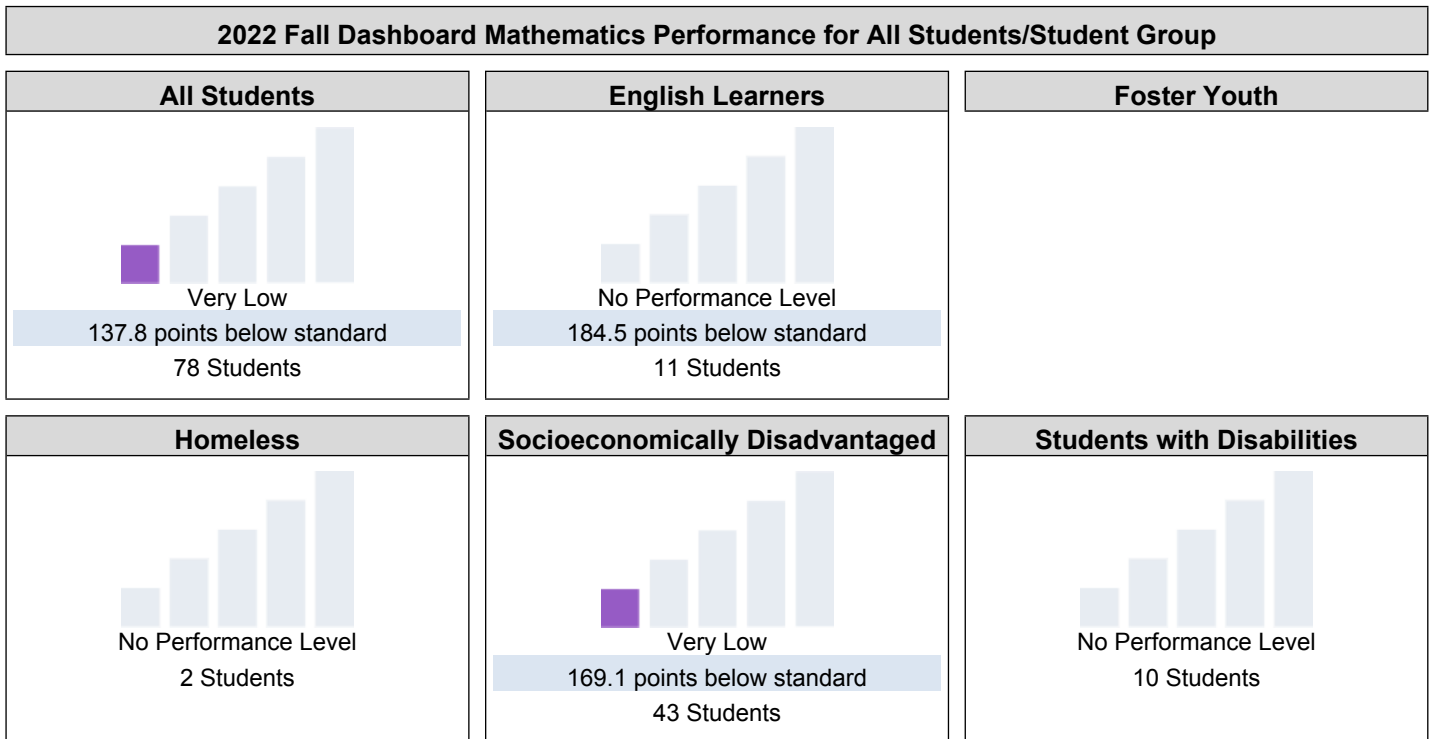 2022 Fall Dashboard Mathematics Performance for All Students/Student Group
All Students
Very Low
137.8 points below standard
78 Students
English Learners
No Performance Level
184.5 points below standard
11 Students
Foster Youth
Homeless
No Performance Level
2 Students
Socioeconomically Disadvantaged
Very Low
169.1 points below standard
43 Students
Students with Disabilities
No Performance Level
10 Students